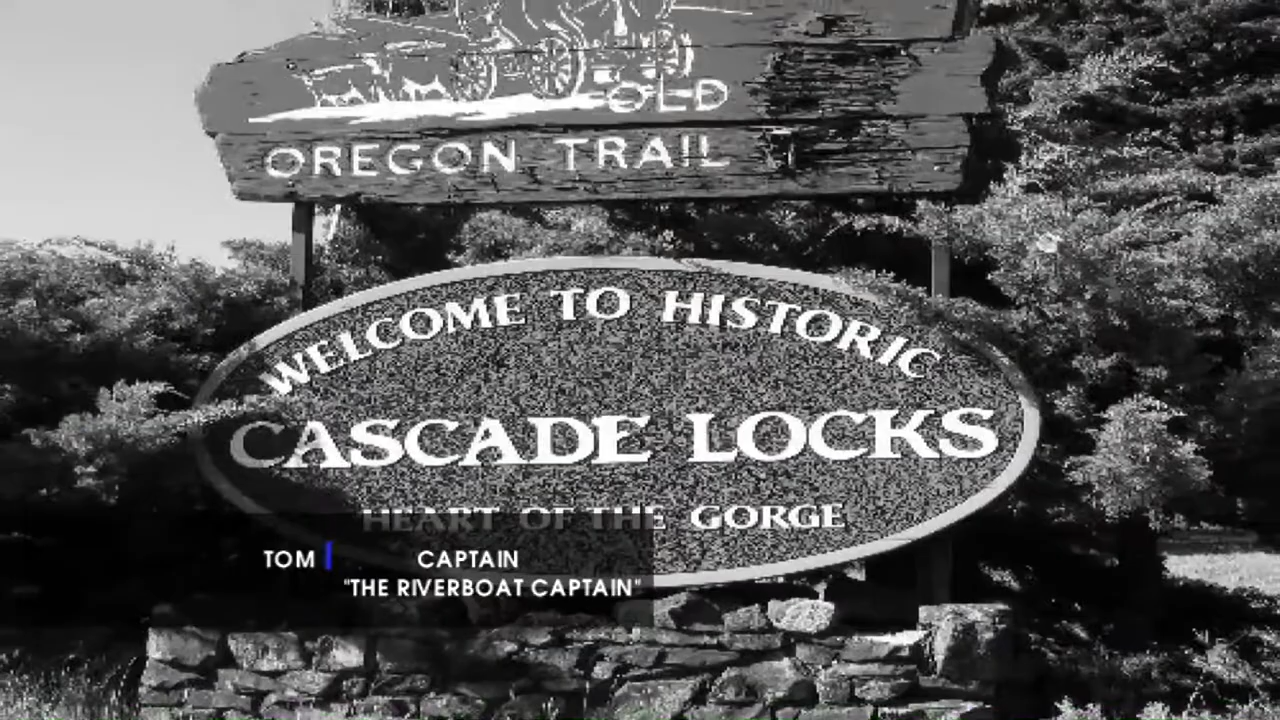 OLD
OREGON TRAIL
WELCOME TO HISTORIC
CASCADE LOCKS
HEART OF THE GORGE
TOM CAPTAIN
"THE RIVERBOAT CAPTAIN"